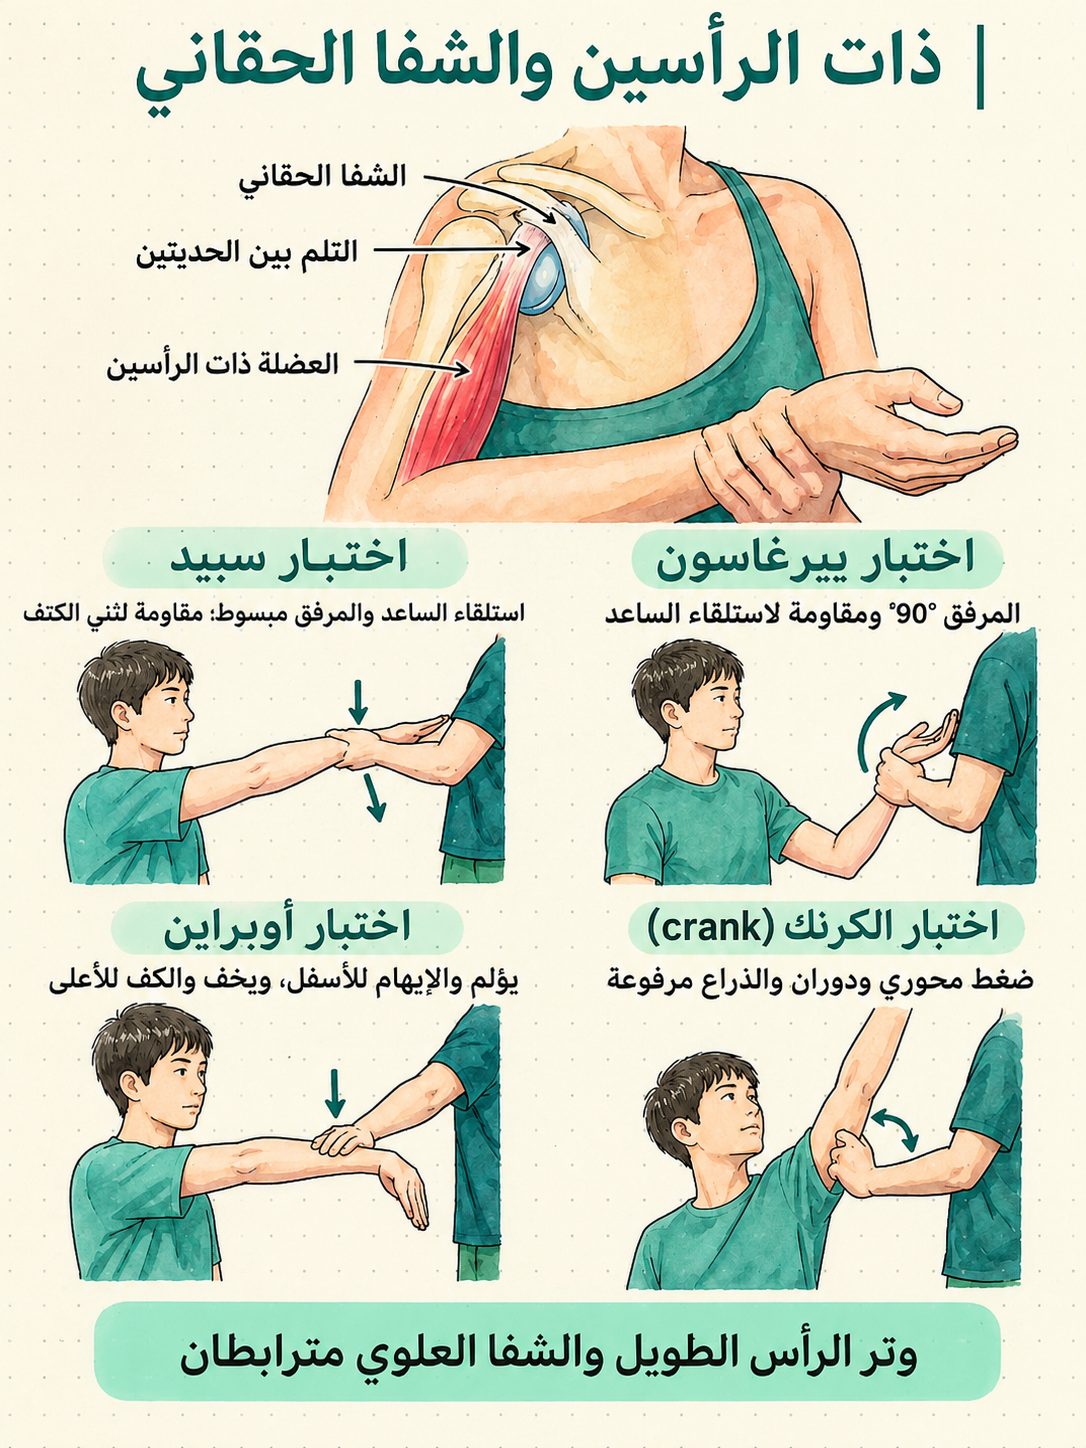 ذات الرأسين والشفا الحقاني
الشفا الحقاني
التلم بين الحديبتين
العضلة ذات الرأسين
اختبار ييرغاسون
المرفق 90° ومقاومة لاستلقاء الساعد
اختبار سبيد
استلقاء الساعد والمرفق مبسوط؛ مقاومة لثني الكتف
اختبار الكرنك (crank)
ضغط محوري ودوران والذراع مرفوعة
اختبار أوبراين
يؤلم والإبهام للأسفل، ويخف والكف للأعلى
وتر الرأس الطويل والشفا العلوي مترابطان